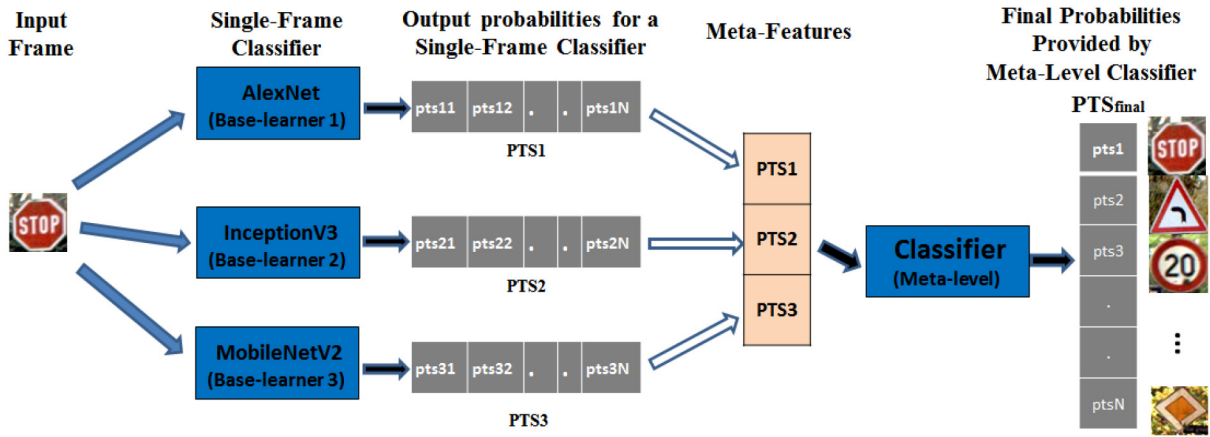 Input
Frame
Single-Frame
Classifier
Output probabilities for a
Single-Frame Classifier
Meta-Features
Final Probabilities
Provided by
Meta-Level Classifier
PTSfinal
STOP
AlexNet
(Base-learner 1)
pts11 pts12 . . pts1N
PTS1
InceptionV3
(Base-learner 2)
pts21 pts22 . . pts2N
PTS2
MobileNetV2
(Base-learner 3)
pts31 pts32 . . pts3N
PTS3
PTS1
PTS2
PTS3
Classifier
(Meta-level)
pts1
pts2
pts3
.
.
ptsN
STOP
20
⋮